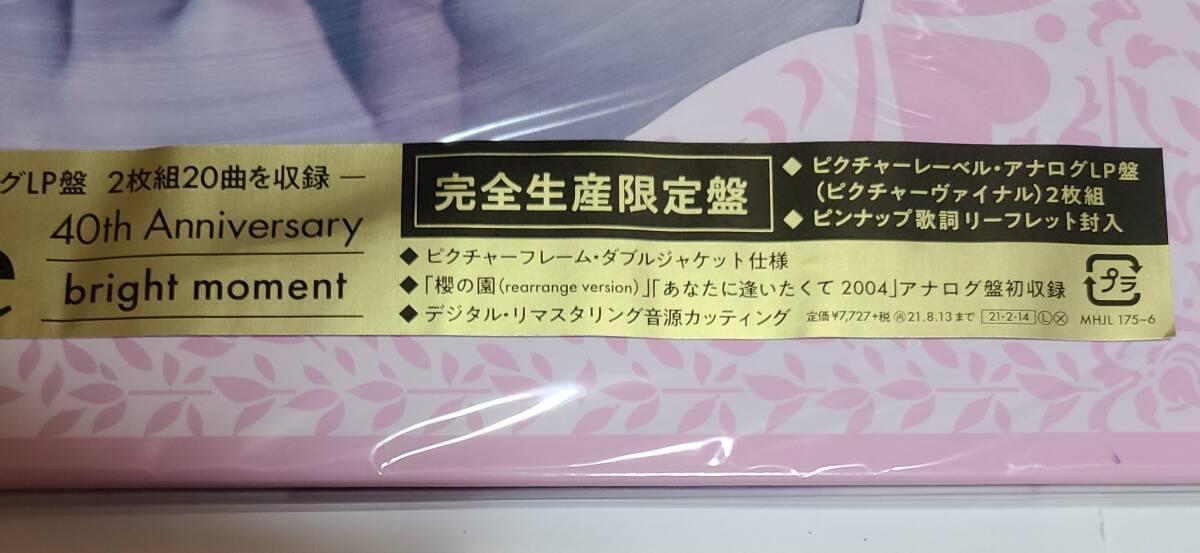 グLP盤 2枚組20曲を収録 —
40th Anniversary
bright moment
完全生産限定盤
◆ ピクチャーレーベル・アナログLP盤
(ピクチャーヴァイナル)2枚組
◆ ピンナップ歌詞リーフレット封入
◆ ピクチャーフレーム・ダブルジャケット仕様
◆ 「櫻の園(rearrange version)」「あなたに逢いたくて 2004」アナログ盤初収録
◆ デジタル・リマスタリング音源カッティング
定価¥7,727+税 ㋐21.8.13まで 21-2-14 Ⓛ Ⓧ
プラ
MHJL 175~6